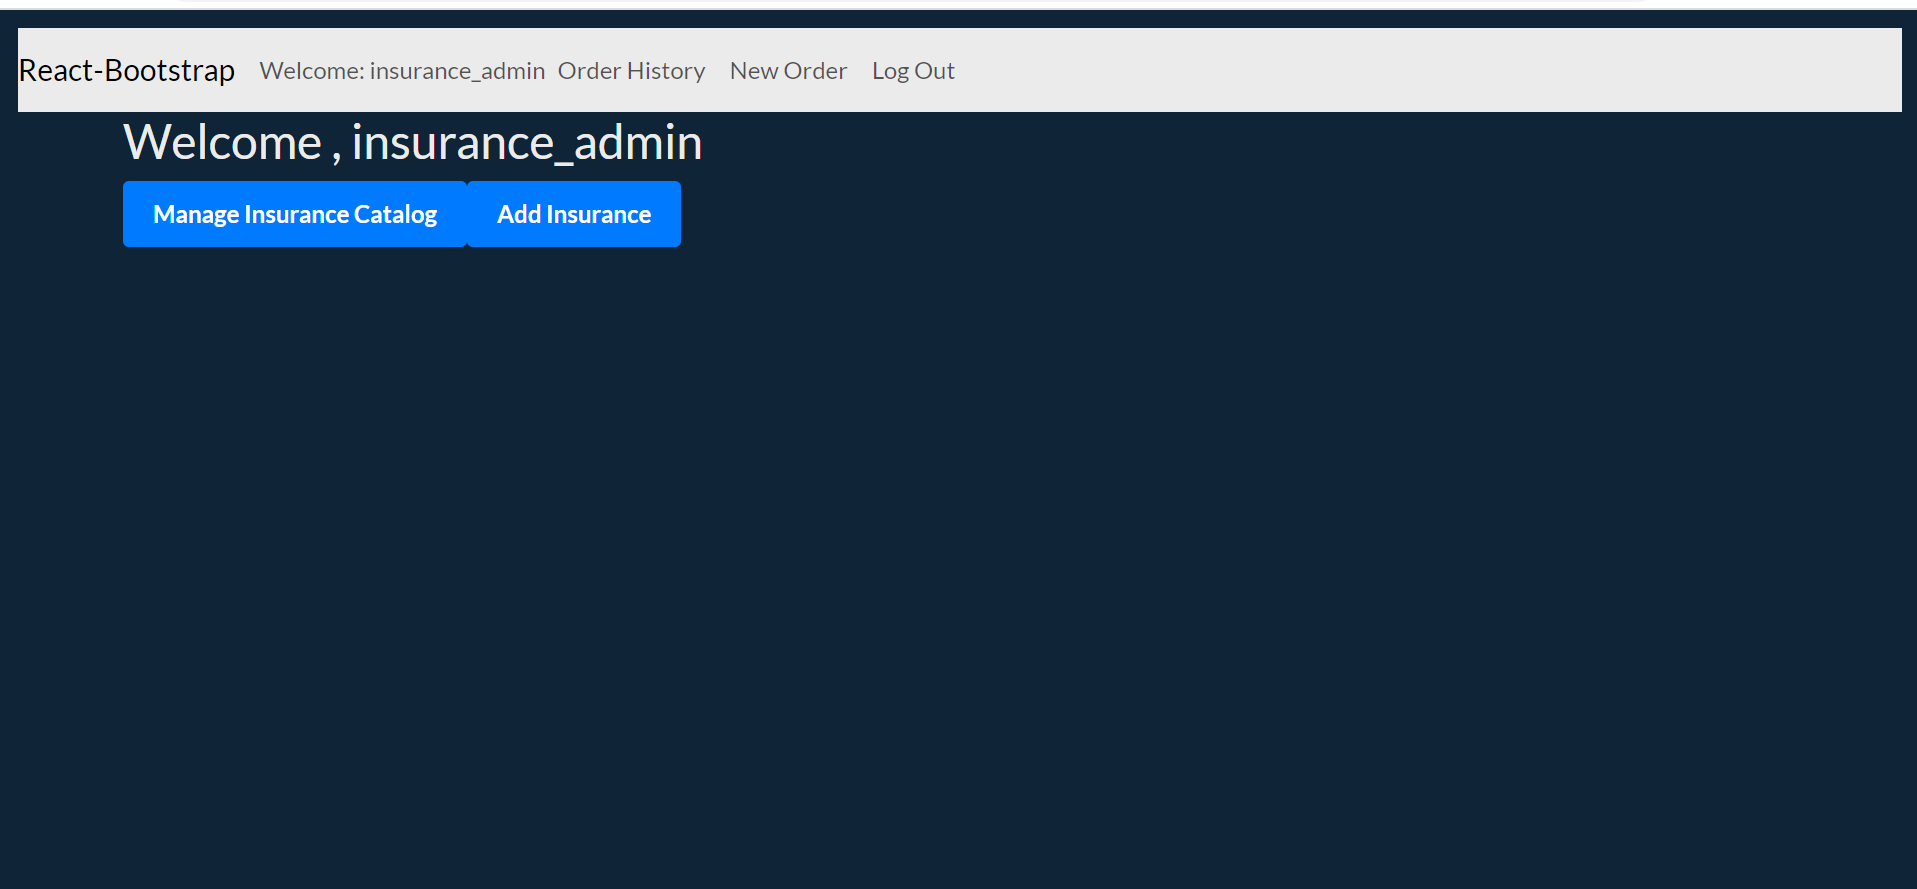 React-Bootstrap Welcome: insurance_admin Order History New Order Log Out
Welcome , insurance_admin
Manage Insurance Catalog Add Insurance